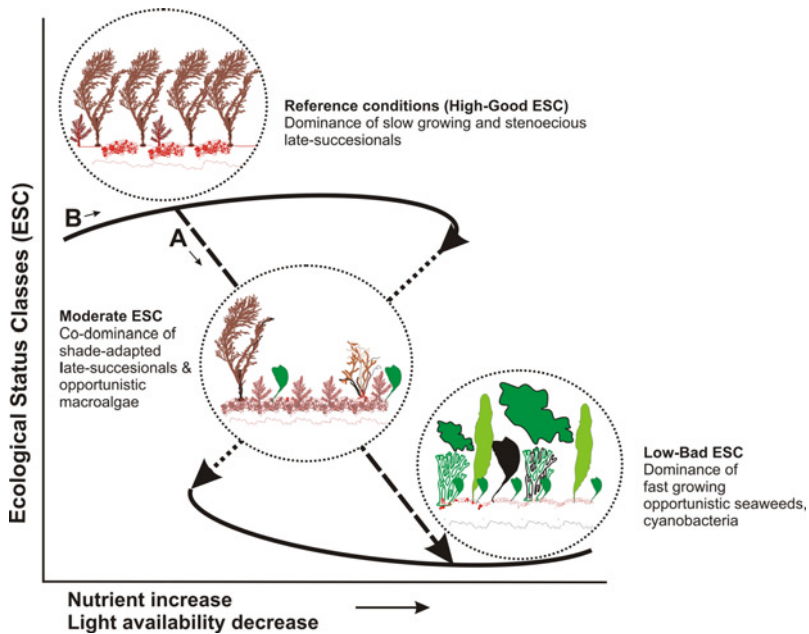 Ecological Status Classes (ESC)
Reference conditions (High-Good ESC)
Dominance of slow growing and stenoecious
late-succesionals
B
A
Moderate ESC
Co-dominance of
shade-adapted
late-succesionals &
opportunistic
macroalgae
Low-Bad ESC
Dominance of
fast growing
opportunistic seaweeds,
cyanobacteria
Nutrient increase
Light availability decrease